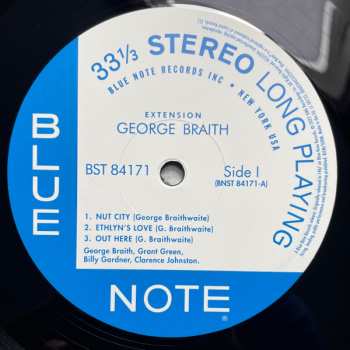 33⅓ STEREO LONG PLAYING
BLUE NOTE RECORDS INC • NEW YORK USA
EXTENSION
GEORGE BRAITH
BST 84171
Side I
(BNST 84171-A)
1. NUT CITY (George Braithwaite)
2. ETHLYN'S LOVE (G. Braithwaite)
3. OUT HERE (G. Braithwaite)
George Braith, Grant Green,
Billy Gardner, Clarence Johnston.
BLUE
NOTE®